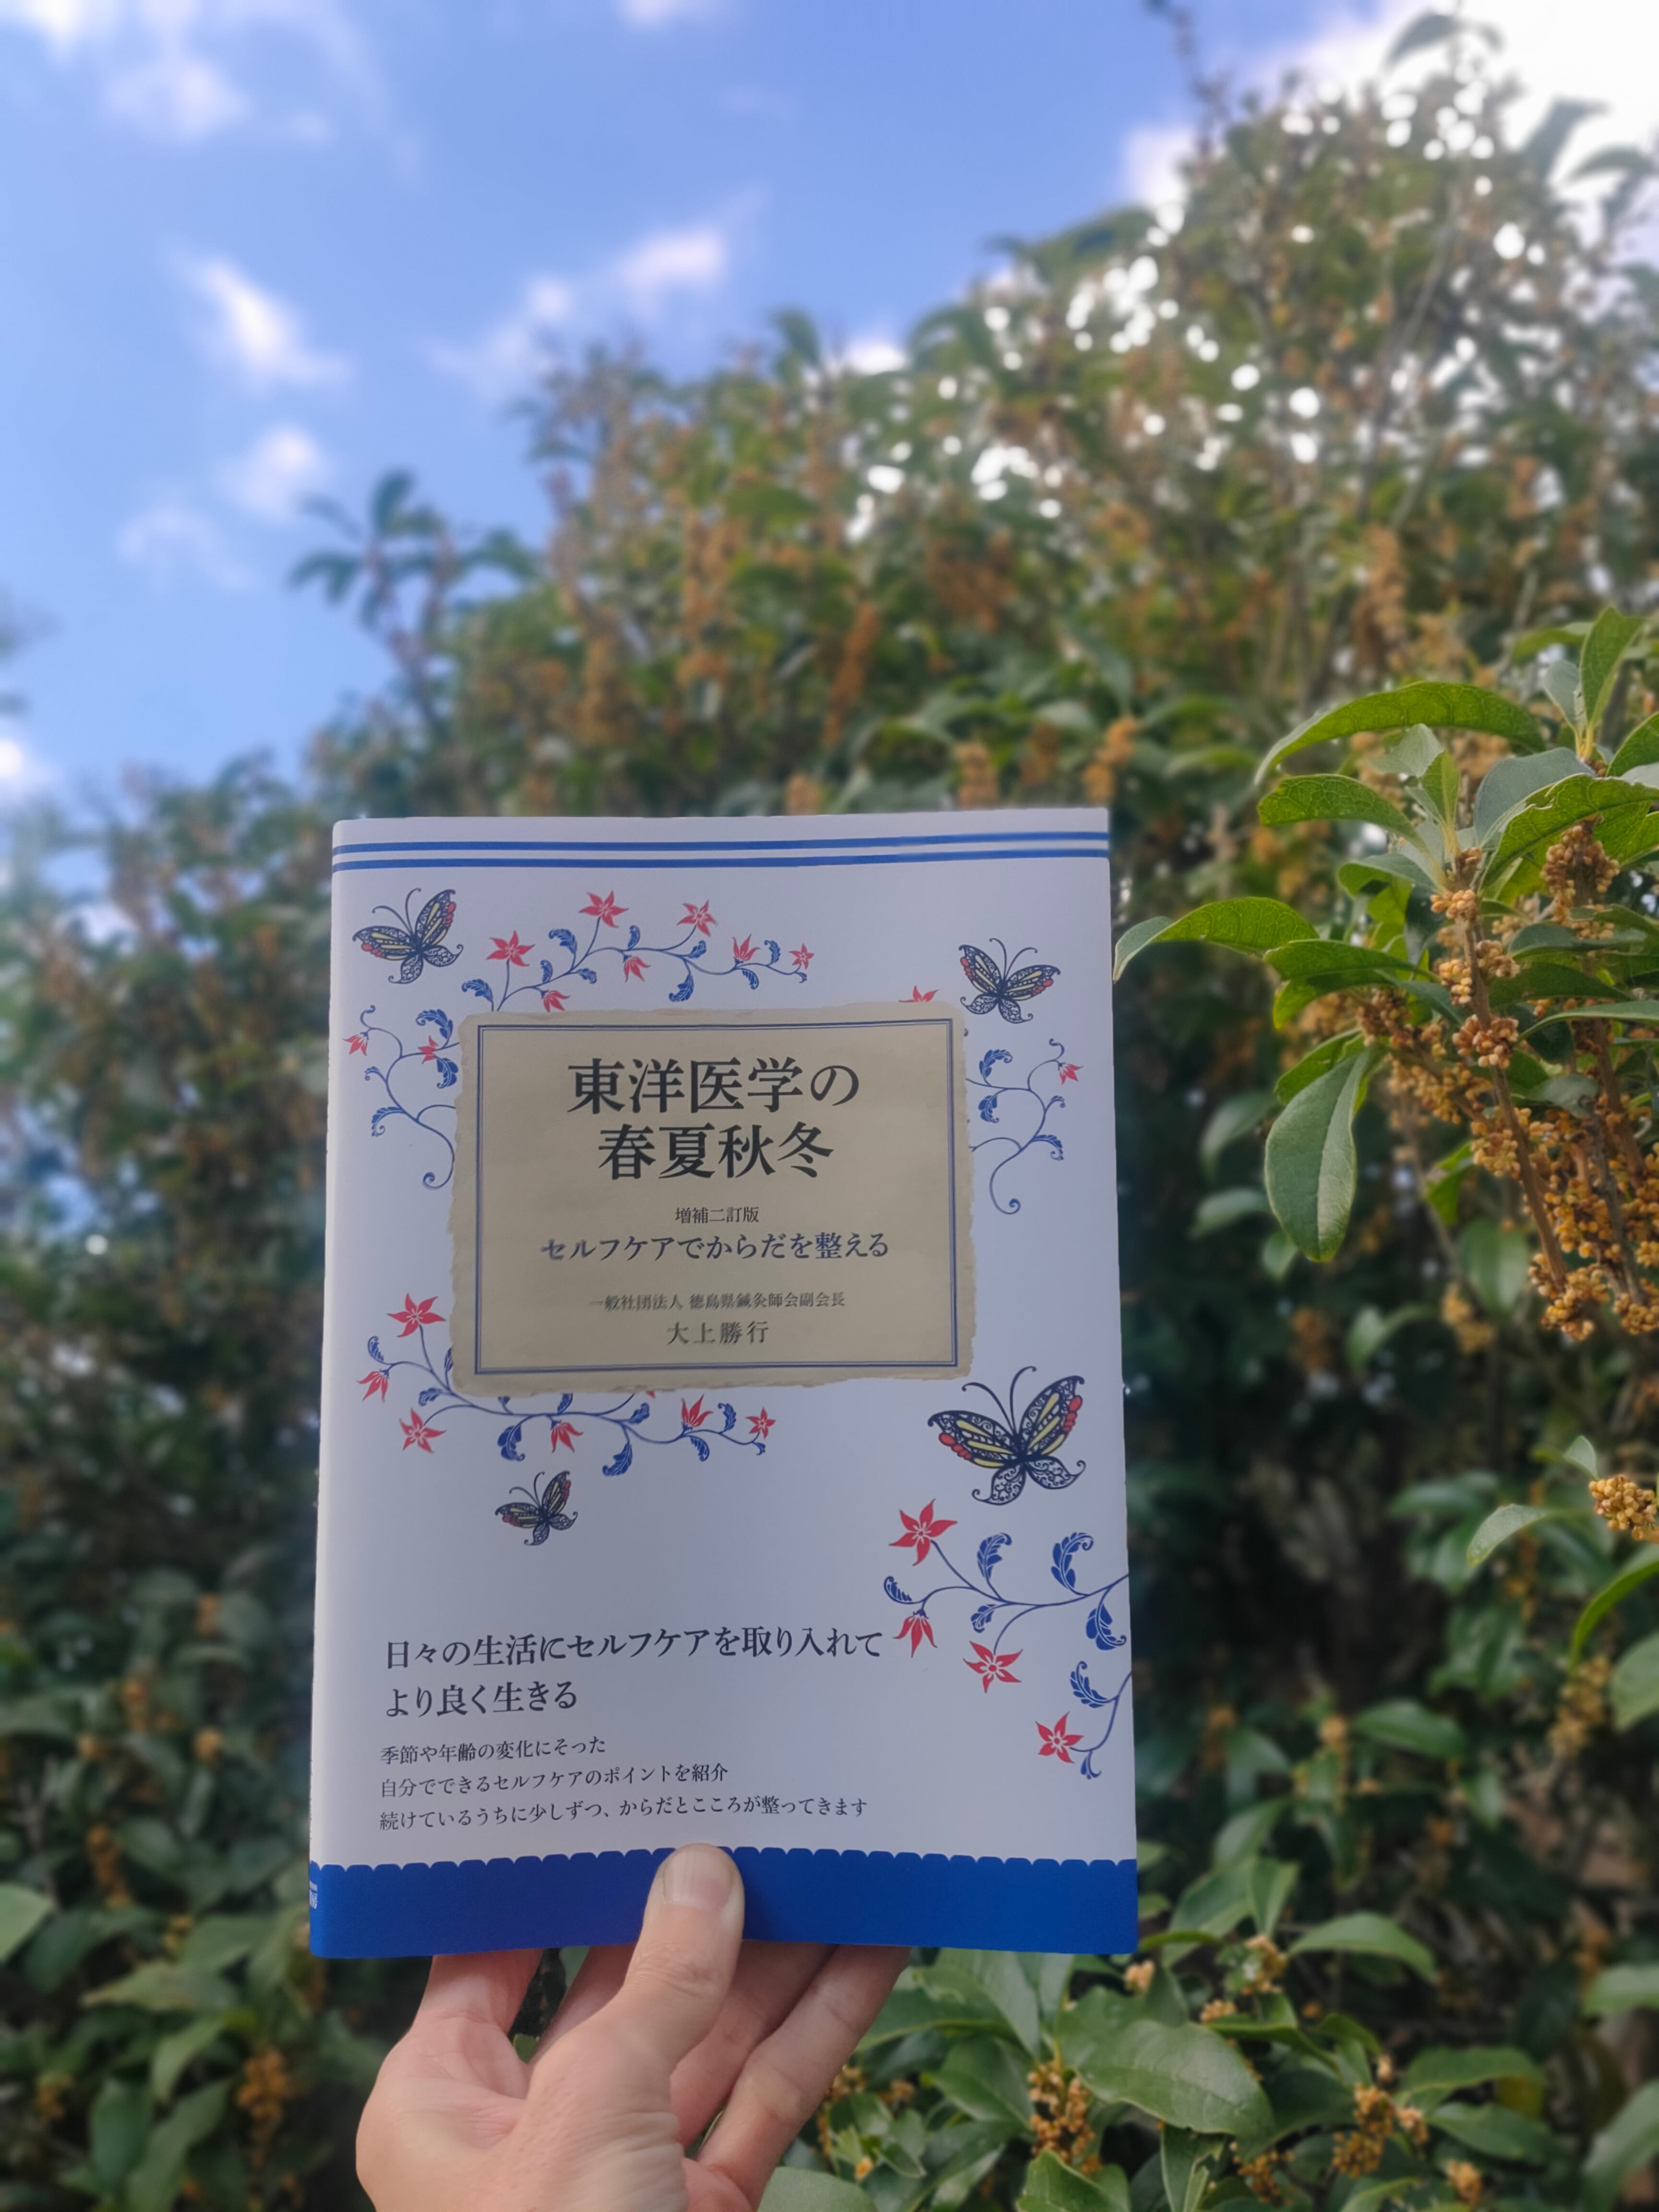 東洋医学の
春夏秋冬
増補二訂版
セルフケアでからだを整える
一般社団法人 徳島県鍼灸師会副会長
大上勝行
日々の生活にセルフケアを取り入れて
より良く生きる
季節や年齢の変化にそった
自分でできるセルフケアのポイントを紹介
続けているうちに少しずつ、からだとこころが整ってきます